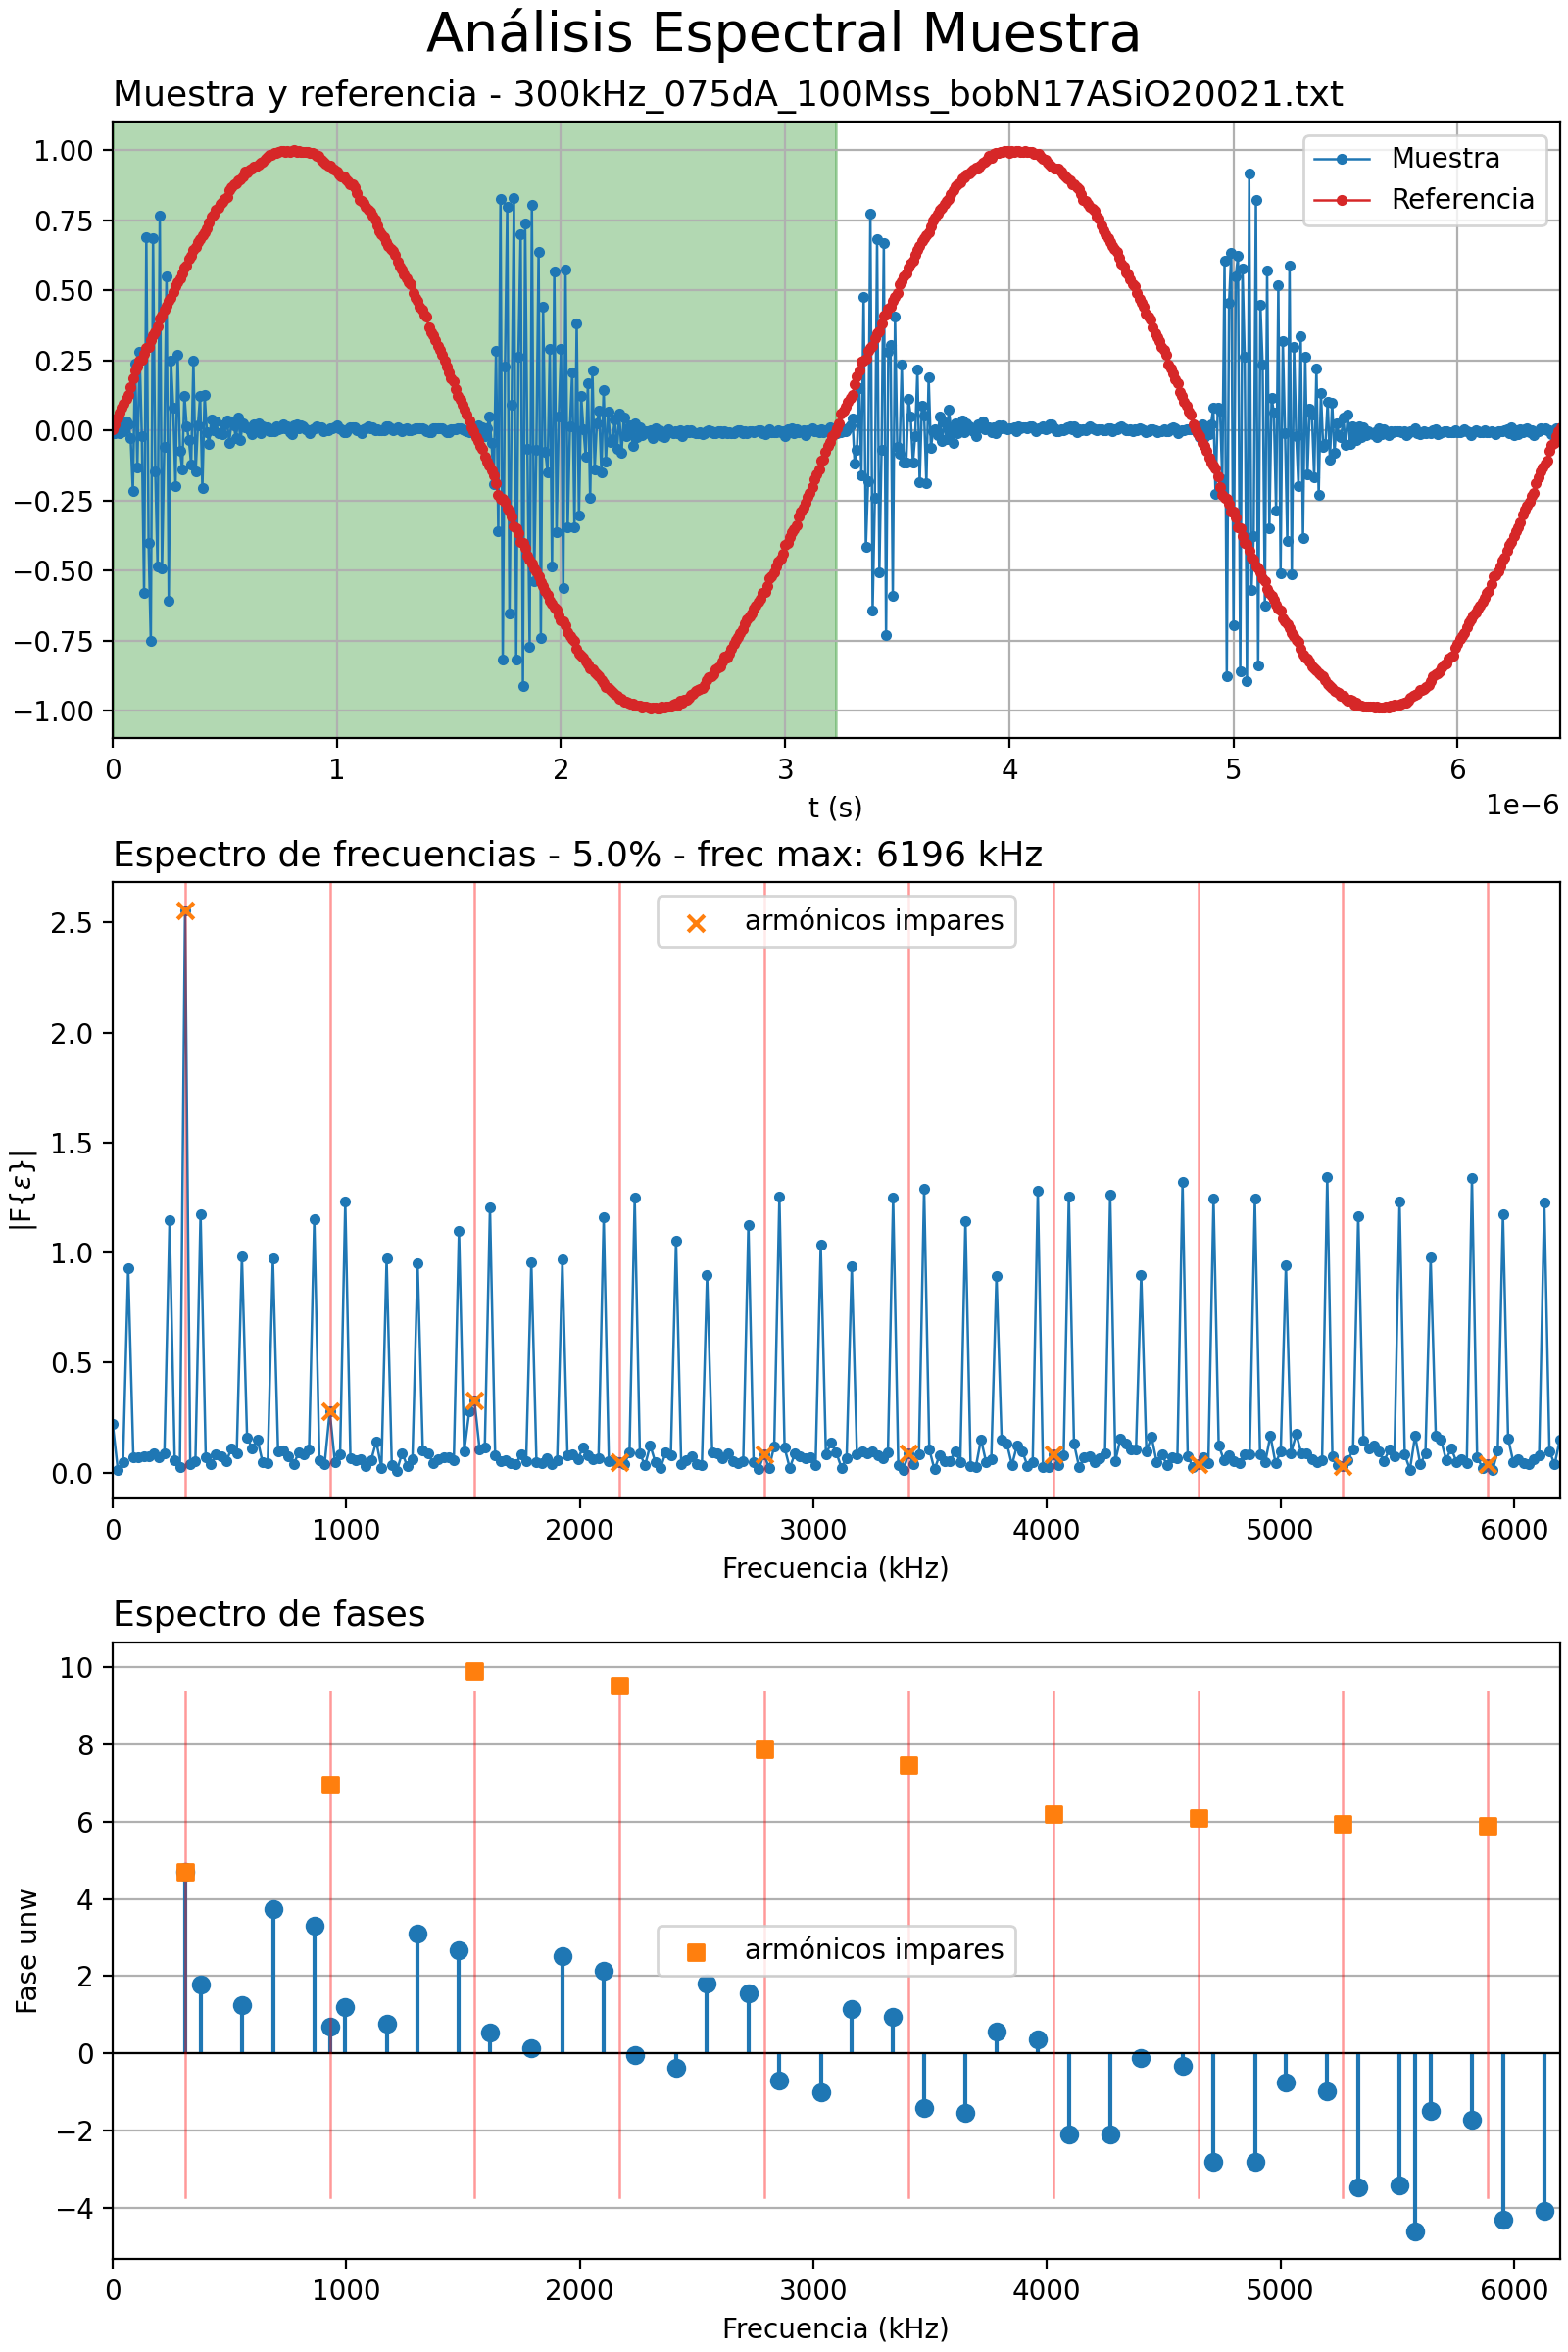 Análisis Espectral Muestra
Muestra y referencia - 300kHz_075dA_100Mss_bobN17ASiO20021.txt
Muestra
Referencia
1.00
0.75
0.50
0.25
0.00
−0.25
−0.50
−0.75
−1.00
0 1 2 3 4 5 6
t (s)
1e−6
Espectro de frecuencias - 5.0% - frec max: 6196 kHz
armónicos impares
|F{ε}|
2.5
2.0
1.5
1.0
0.5
0.0
0 1000 2000 3000 4000 5000 6000
Frecuencia (kHz)
Espectro de fases
armónicos impares
Fase unw
10
8
6
4
2
0
−2
−4
0 1000 2000 3000 4000 5000 6000
Frecuencia (kHz)